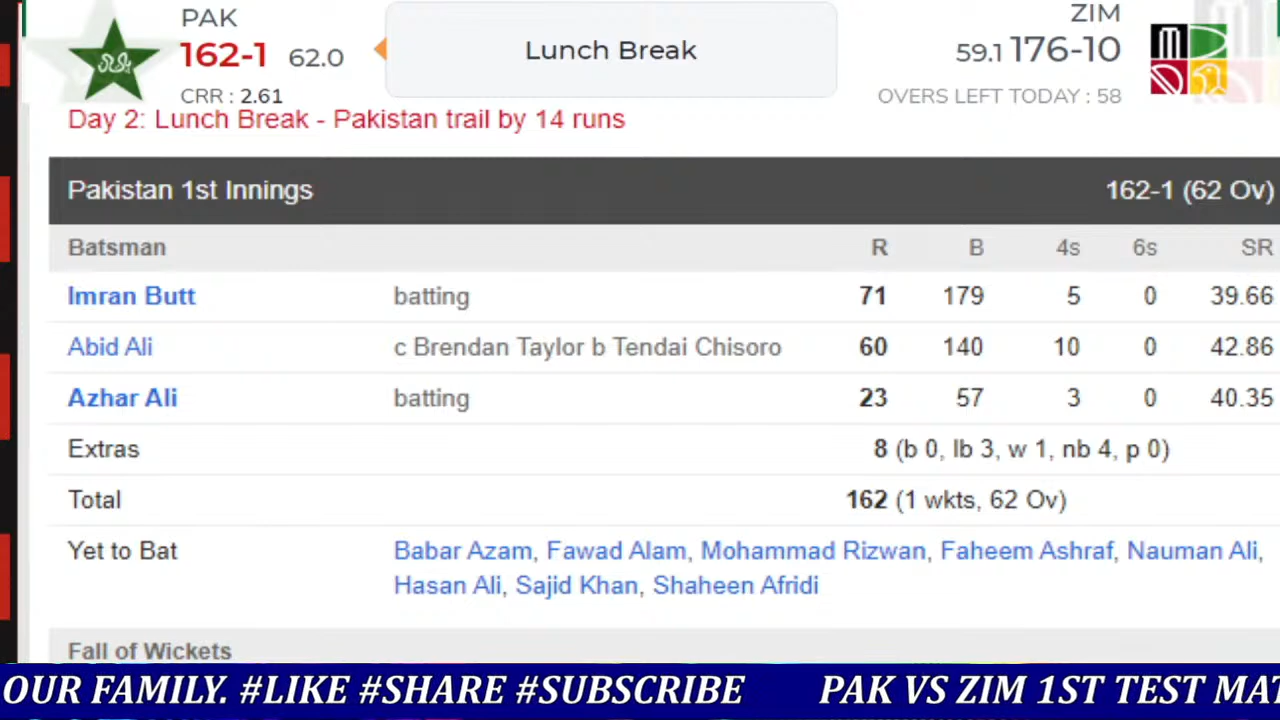 PAK
162-1 62.0
CRR : 2.61
Lunch Break
ZIM
59.1 176-10
OVERS LEFT TODAY : 58
Day 2: Lunch Break - Pakistan trail by 14 runs
Pakistan 1st Innings 162-1 (62 Ov)
Batsman R B 4s 6s SR
Imran Butt batting 71 179 5 0 39.66
Abid Ali c Brendan Taylor b Tendai Chisoro 60 140 10 0 42.86
Azhar Ali batting 23 57 3 0 40.35
Extras 8 (b 0, lb 3, w 1, nb 4, p 0)
Total 162 (1 wkts, 62 Ov)
Yet to Bat Babar Azam, Fawad Alam, Mohammad Rizwan, Faheem Ashraf, Nauman Ali,
Hasan Ali, Sajid Khan, Shaheen Afridi
Fall of Wickets
OUR FAMILY. #LIKE #SHARE #SUBSCRIBE PAK VS ZIM 1ST TEST MAT